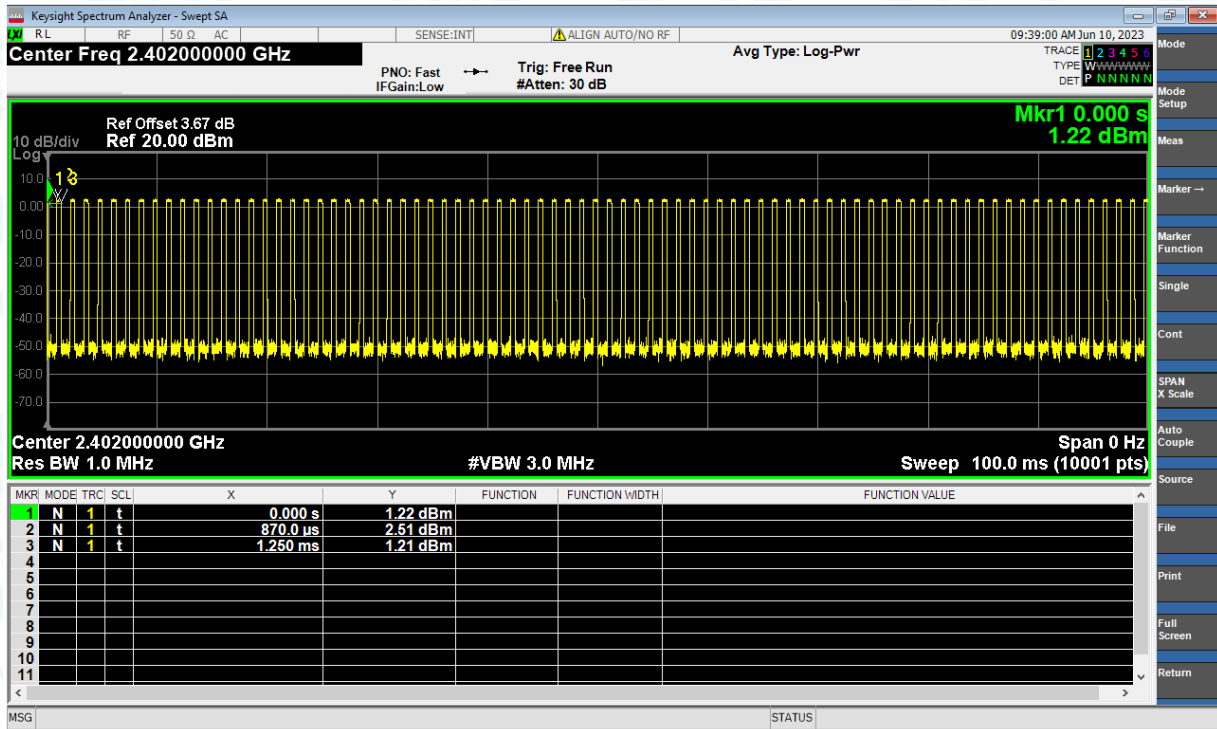 Keysight Spectrum Analyzer - Swept SA
LXI RL RF 50 Ω AC SENSE:INT ALIGN AUTO/NO RF 09:39:00 AM Jun 10, 2023
Center Freq 2.402000000 GHz Avg Type: Log-Pwr TRACE 1 2 3 4 5 6
PNO: Fast Trig: Free Run TYPE WWWWWW
IFGain:Low #Atten: 30 dB DET P N N N N N
Mkr1 0.000 s
Ref Offset 3.67 dB
10 dB/div Ref 20.00 dBm 1.22 dBm
Log
10.0
0.00
-10.0
-20.0
-30.0
-40.0
-50.0
-60.0
-70.0
1 3
Center 2.402000000 GHz Span 0 Hz
Res BW 1.0 MHz #VBW 3.0 MHz Sweep 100.0 ms (10001 pts)
MKR MODE TRC SCL X Y FUNCTION FUNCTION WIDTH FUNCTION VALUE
1 N 1 t 0.000 s 1.22 dBm
2 N 1 t 870.0 µs 2.51 dBm
3 N 1 t 1.250 ms 1.21 dBm
4
5
6
7
8
9
10
11
MSG STATUS
Mode
Mode
Setup
Meas
Marker →
Marker
Function
Single
Cont
SPAN
X Scale
Auto
Couple
Source
File
Print
Full
Screen
Return